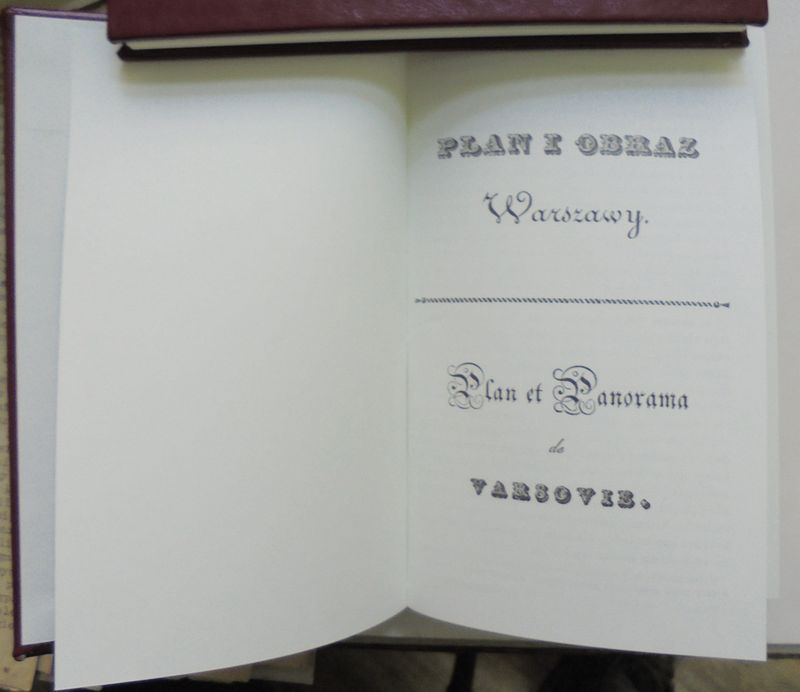 PLAN I OBRAZ
Warszawy.
Plan et Panorama
de
VARSOVIE.